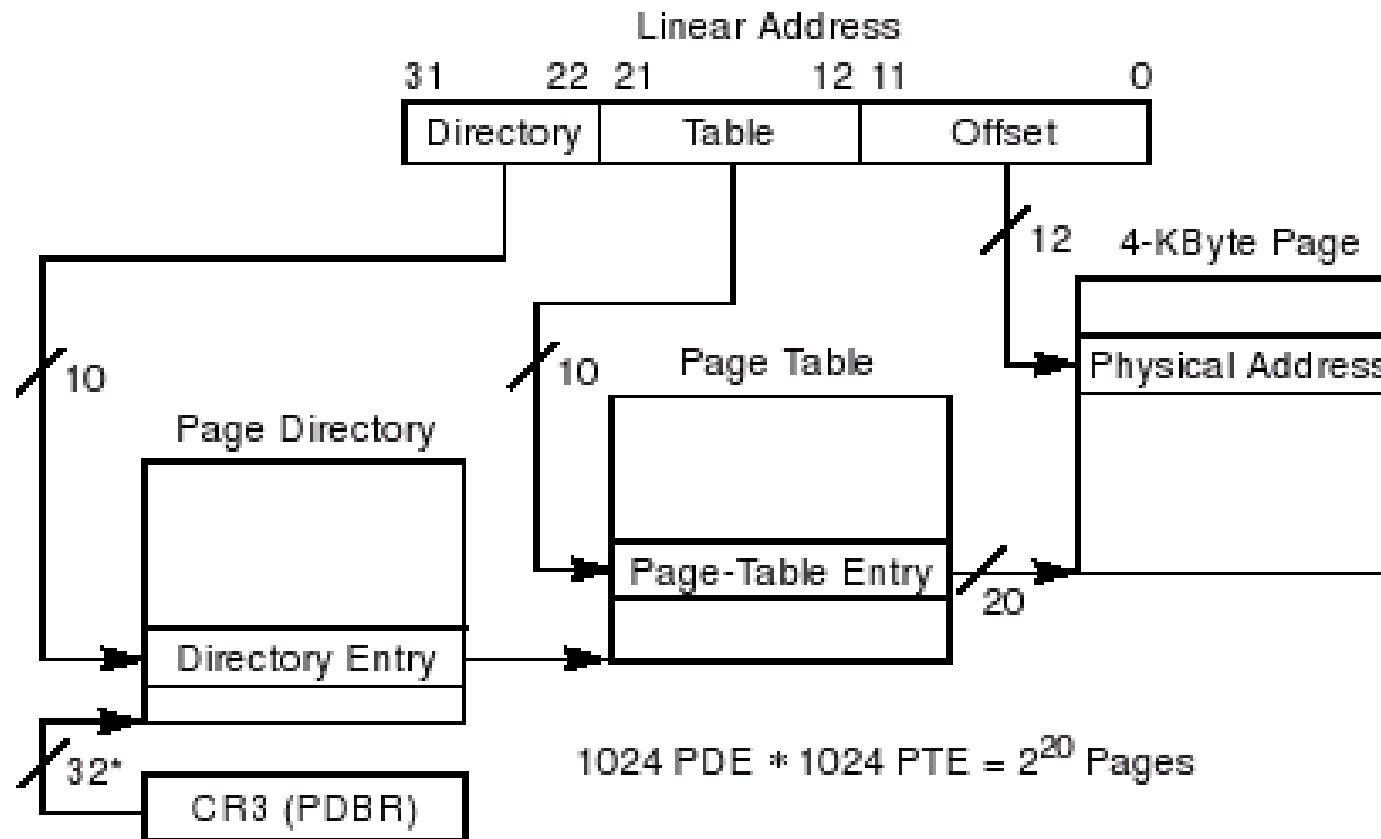 Linear Address
31 22 21 12 11 0
Directory Table Offset
12
4-KByte Page
10
10
Page Table
Physical Address
Page Directory
Page-Table Entry
20
Directory Entry
32*
1024 PDE * 1024 PTE = 2^20 Pages
CR3 (PDBR)